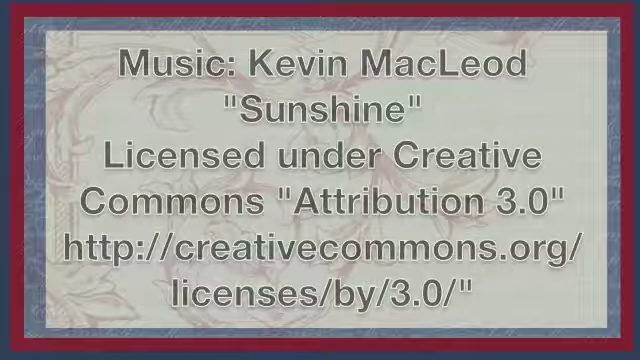 Music: Kevin MacLeod
"Sunshine"
Licensed under Creative
Commons "Attribution 3.0"
http://creativecommons.org/
licenses/by/3.0/"